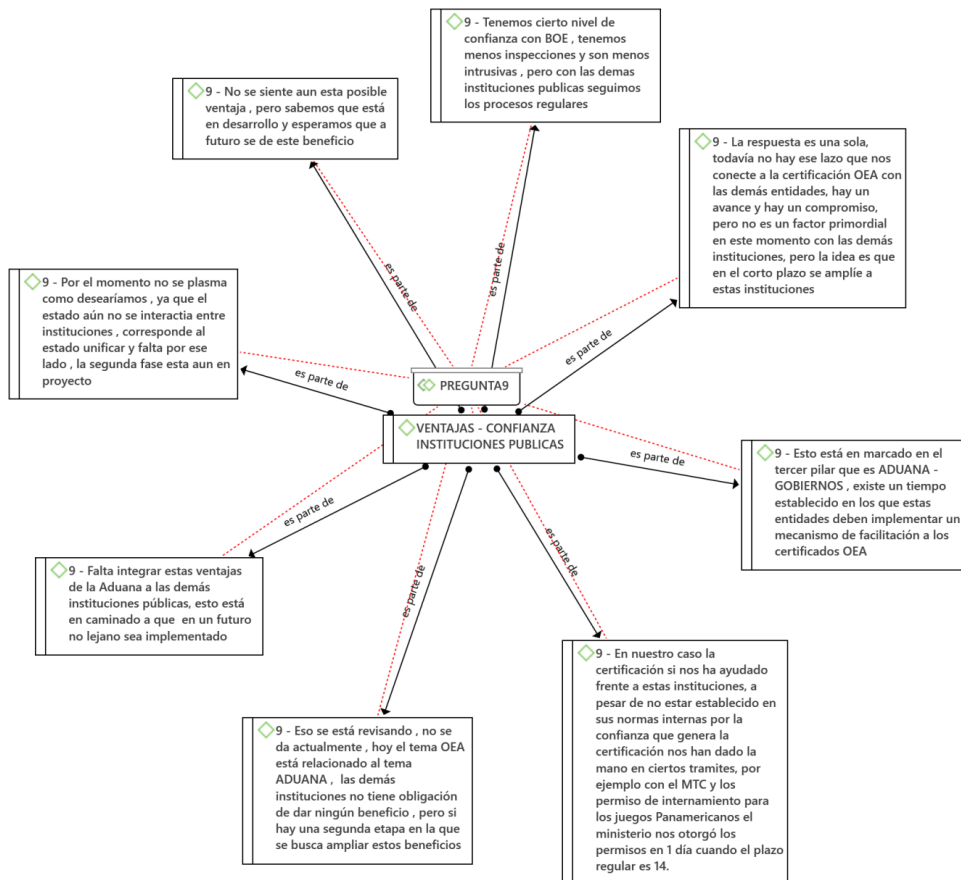 9 - Tenemos cierto nivel de
confianza con BOE , tenemos
menos inspecciones y son menos
intrusivas , pero con las demas
instituciones publicas seguimos
los procesos regulares
9 - No se siente aun esta posible
ventaja , pero sabemos que está
en desarrollo y esperamos que a
futuro se de este beneficio
9 - La respuesta es una sola,
todavía no hay ese lazo que nos
conecte a la certificación OEA con
las demás entidades, hay un
avance y hay un compromiso,
pero no es un factor primordial
en este momento con las demás
instituciones, pero la idea es que
en el corto plazo se amplíe a
estas instituciones
es parte de
es parte de
es parte de
9 - Por el momento no se plasma
como desearíamos , ya que el
estado aún no se interactia entre
instituciones , corresponde al
estado unificar y falta por ese
lado , la segunda fase esta aun en
proyecto
es parte de
PREGUNTA9
VENTAJAS - CONFIANZA
INSTITUCIONES PUBLICAS
es parte de
9 - Esto está en marcado en el
tercer pilar que es ADUANA -
GOBIERNOS , existe un tiempo
establecido en los que estas
entidades deben implementar un
mecanismo de facilitación a los
certificados OEA
es parte de
es parte de
es parte de
9 - Falta integrar estas ventajas
de la Aduana a las demás
instituciones públicas, esto está
en caminado a que en un futuro
no lejano sea implementado
9 - Eso se está revisando , no se
da actualmente , hoy el tema OEA
está relacionado al tema
ADUANA , las demás
instituciones no tiene obligación
de dar ningún beneficio , pero si
hay una segunda etapa en la que
se busca ampliar estos beneficios
9 - En nuestro caso la
certificación si nos ha ayudado
frente a estas instituciones, a
pesar de no estar establecido en
sus normas internas por la
confianza que genera la
certificación nos han dado la
mano en ciertos tramites, por
ejemplo con el MTC y los
permiso de internamiento para
los juegos Panamericanos el
ministerio nos otorgó los
permisos en 1 día cuando el plazo
regular es 14.